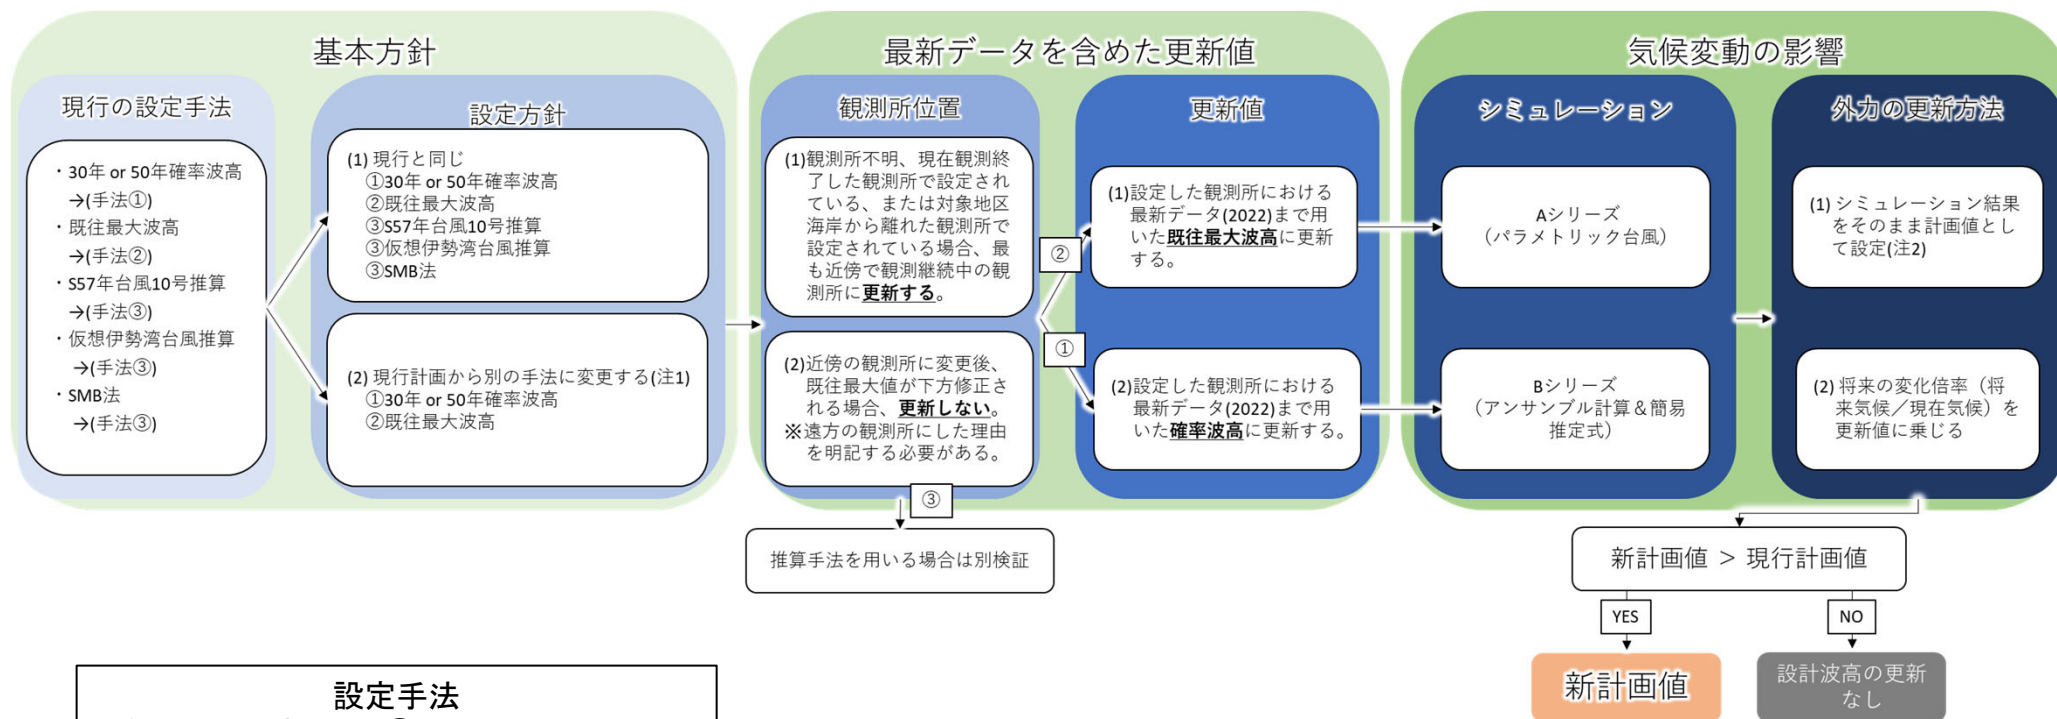 基本方針
現行の設定手法
・30年 or 50年確率波高
→(手法①)
・既往最大波高
→(手法②)
・S57年台風10号推算
→(手法③)
・仮想伊勢湾台風推算
→(手法③)
・SMB法
→(手法③)
設定方針
(1) 現行と同じ
①30年 or 50年確率波高
②既往最大波高
③S57年台風10号推算
③仮想伊勢湾台風推算
③SMB法
(2) 現行計画から別の手法に変更する(注1)
①30年 or 50年確率波高
②既往最大波高
最新データを含めた更新値
観測所位置
(1)観測所不明、現在観測終
了した観測所で設定されて
いる、または対象地区
海岸から離れた観測所で
設定されている場合、最
も近傍で観測継続中の観
測所に更新する。
(2)近傍の観測所に変更後、
既往最大値が下方修正さ
れる場合、更新しない。
※遠方の観測所にした理由
を明記する必要がある。
③
推算手法を用いる場合は別検証
②
①
更新値
(1)設定した観測所における
最新データ(2022)まで用
いた既往最大波高に更新
する。
(2)設定した観測所における
最新データ(2022)まで用
いた確率波高に更新する。
気候変動の影響
シミュレーション
Aシリーズ
(パラメトリック台風)
Bシリーズ
(アンサンブル計算&簡易
推定式)
外力の更新方法
(1) シミュレーション結果
をそのまま計画値とし
て設定(注2)
(2) 将来の変化倍率(将
来気候/現在気候)を
更新値に乗じる
新計画値 > 現行計画値
YES
NO
新計画値
設計波高の更新
なし
設定手法